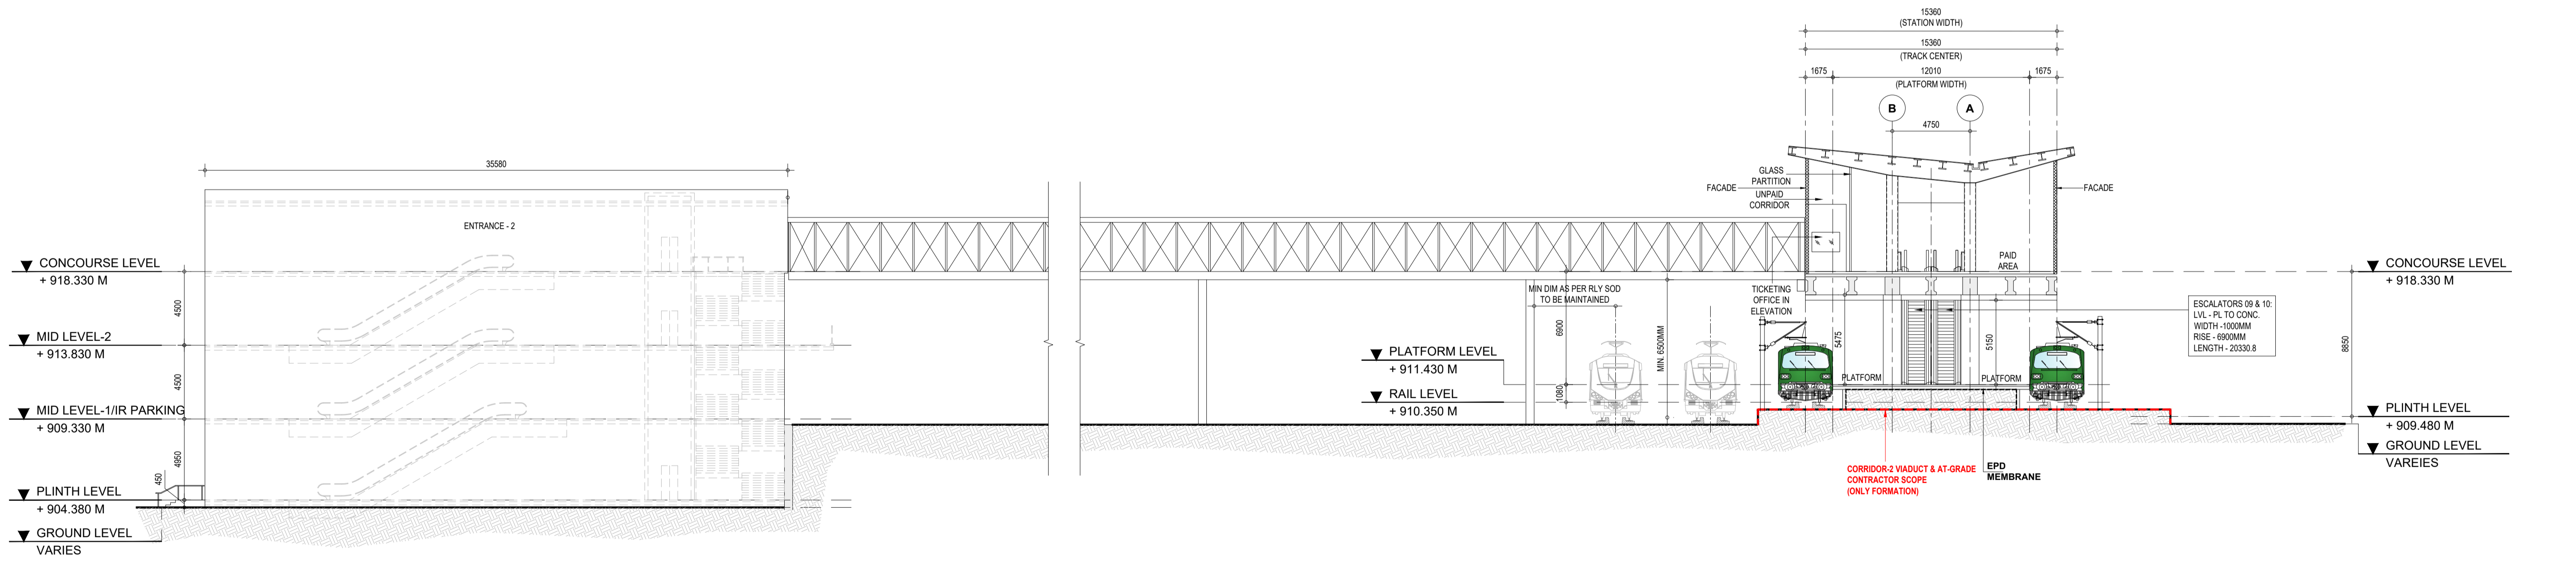 15360
(STATION WIDTH)
15360
(TRACK CENTER)
1675
12010
1675
(PLATFORM WIDTH)
B
A
4750
35580
GLASS
PARTITION
FACADE
UNPAID
CORRIDOR
FACADE
ENTRANCE - 2
CONCOURSE LEVEL
+ 918.330 M
4500
MID LEVEL-2
+ 913.830 M
4500
MID LEVEL-1/IR PARKING
+ 909.330 M
4950
450
PLINTH LEVEL
+ 904.380 M
GROUND LEVEL
VARIES
MIN DIM AS PER RLY SOD
TO BE MAINTAINED
6900
1080
MIN. 6500MM
PLATFORM LEVEL
+ 911.430 M
RAIL LEVEL
+ 910.350 M
PAID
AREA
TICKETING
OFFICE IN
ELEVATION
5475
5150
PLATFORM
PLATFORM
ESCALATORS 09 & 10:
LVL - PL TO CONC.
WIDTH -1000MM
RISE - 6900MM
LENGTH - 20330.8
8850
CONCOURSE LEVEL
+ 918.330 M
PLINTH LEVEL
+ 909.480 M
GROUND LEVEL
VAREIES
CORRIDOR-2 VIADUCT & AT-GRADE
CONTRACTOR SCOPE
(ONLY FORMATION)
EPD
MEMBRANE